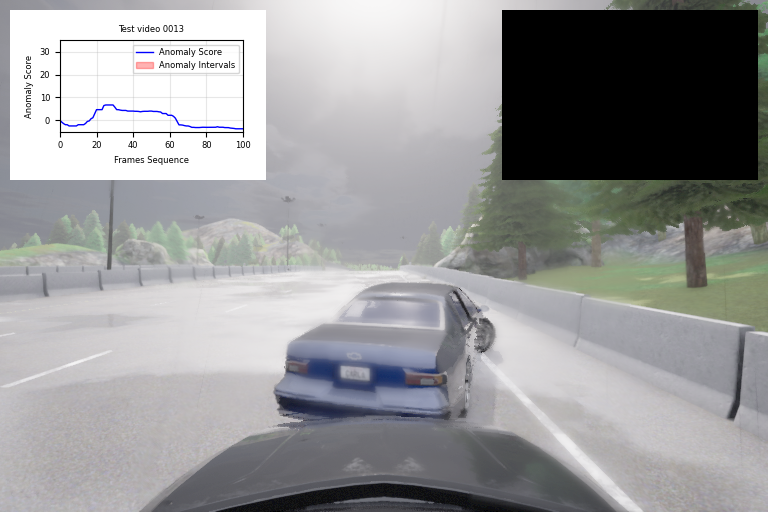 Test video 0013
Anomaly Score
30
20
10
0
Anomaly Score
Anomaly Intervals
0 20 40 60 80 100
Frames Sequence